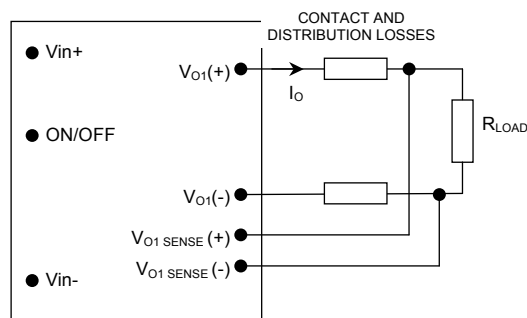 CONTACT AND
DISTRIBUTION LOSSES
Vin+
VO1(+)
IO
ON/OFF
RLOAD
VO1(-)
VO1 SENSE (+)
VO1 SENSE (-)
Vin-